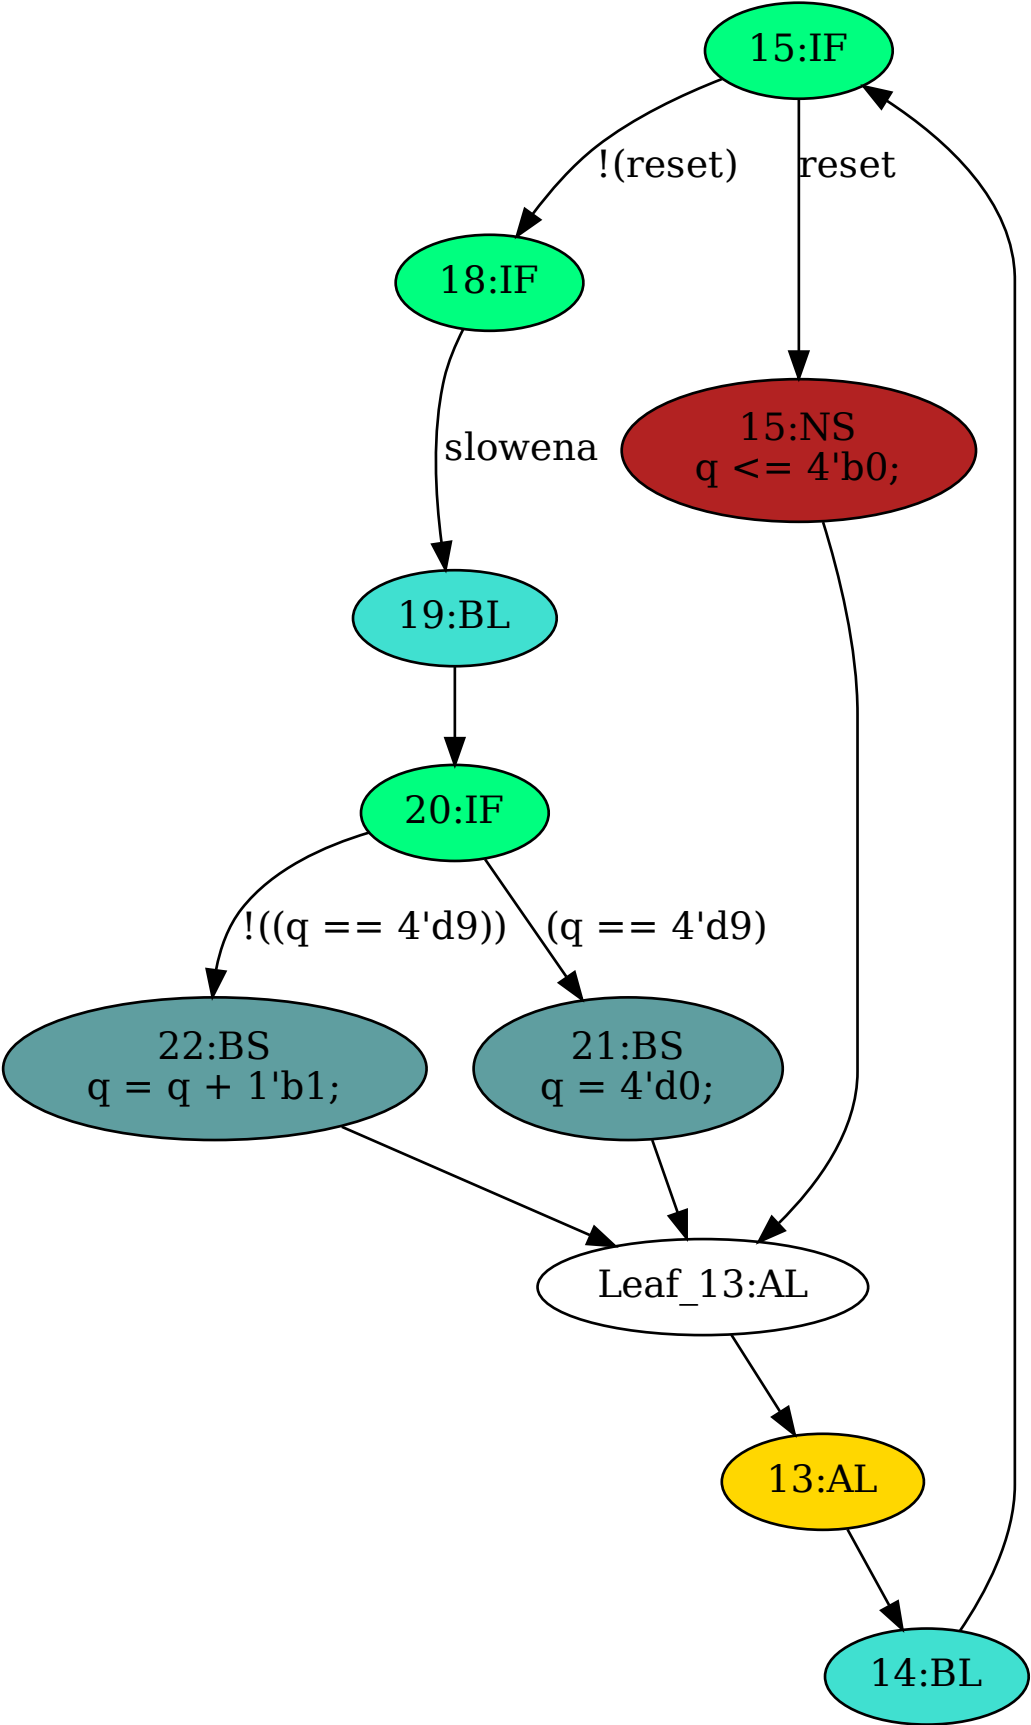 15:IF
!(reset)
reset
18:IF
15:NS
q <= 4'b0;
slowena
19:BL
20:IF
!((q == 4'd9))
(q == 4'd9)
22:BS
q = q + 1'b1;
21:BS
q = 4'd0;
Leaf_13:AL
13:AL
14:BL